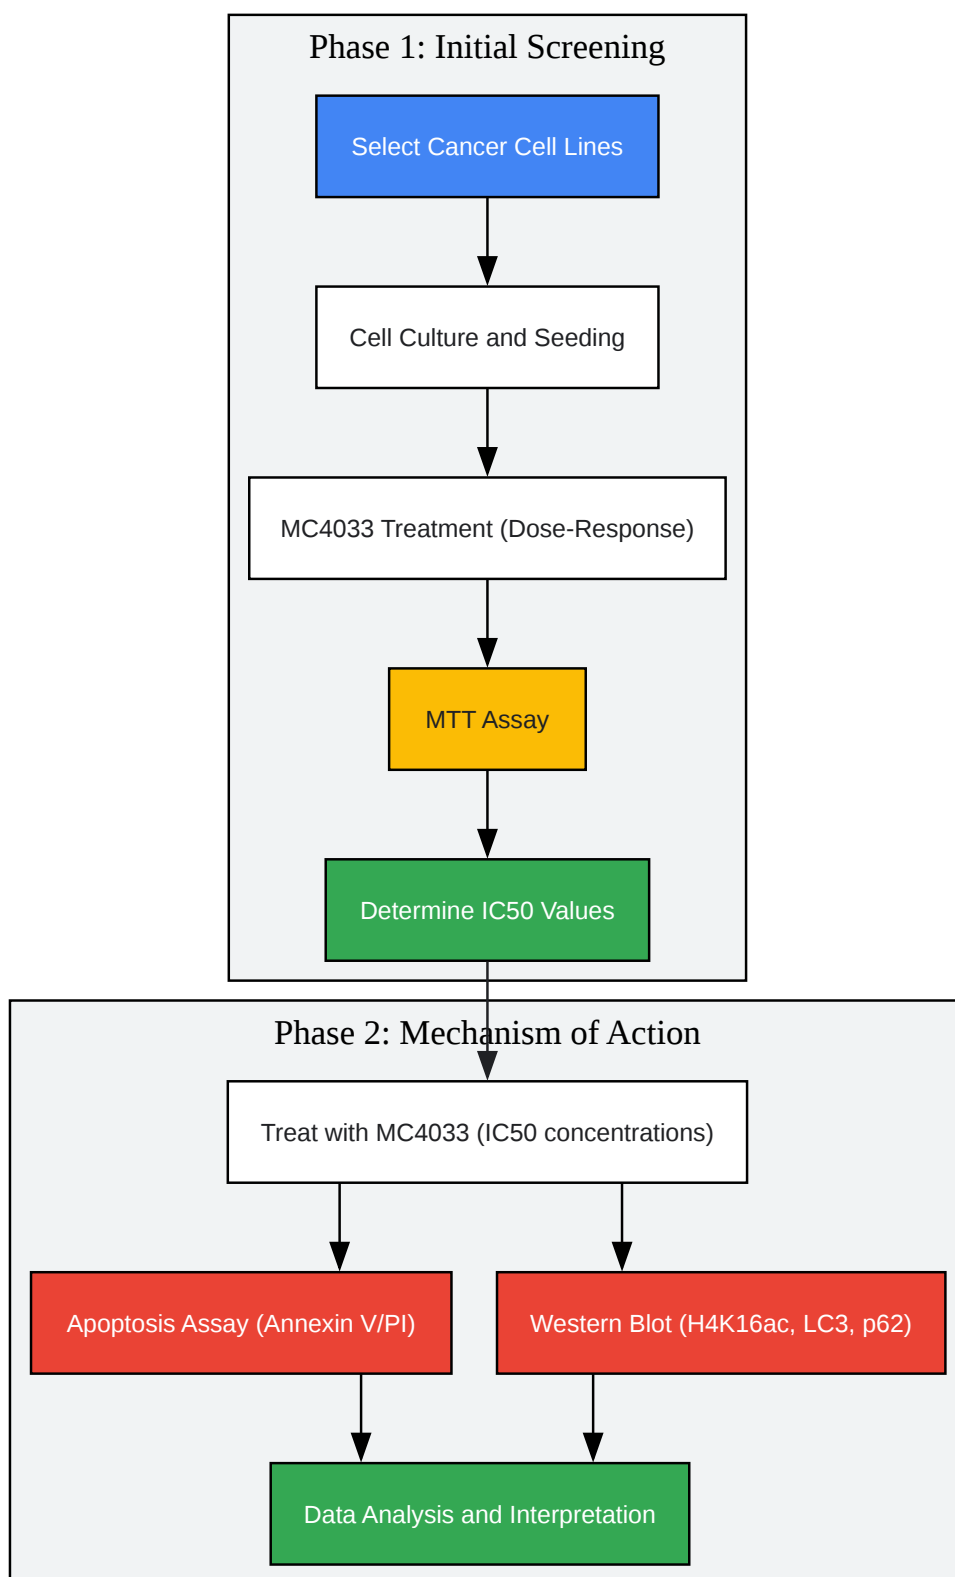 Phase 1: Initial Screening
Select Cancer Cell Lines
Cell Culture and Seeding
MC4033 Treatment (Dose-Response)
MTT Assay
Determine IC50 Values
Phase 2: Mechanism of Action
Treat with MC4033 (IC50 concentrations)
Apoptosis Assay (Annexin V/PI)
Western Blot (H4K16ac, LC3, p62)
Data Analysis and Interpretation